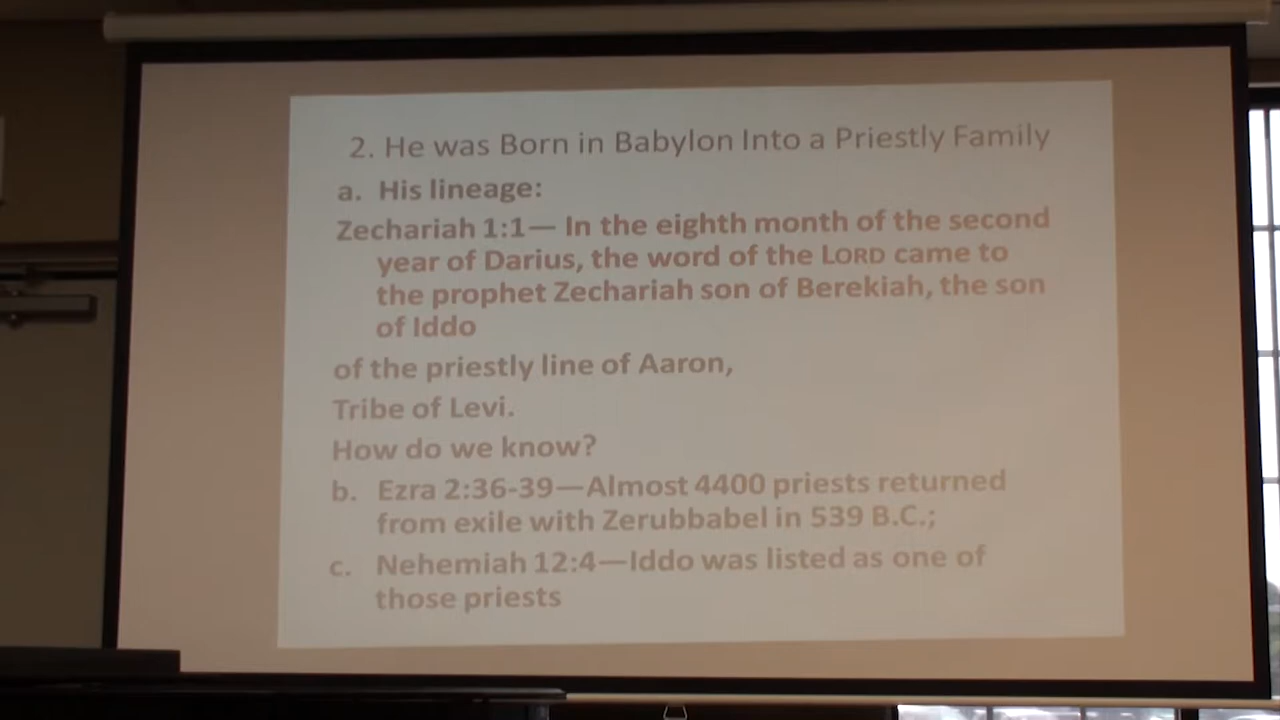 2. He was Born in Babylon Into a Priestly Family
a. His lineage:
Zechariah 1:1— In the eighth month of the second
year of Darius, the word of the LORD came to
the prophet Zechariah son of Berekiah, the son
of Iddo
of the priestly line of Aaron,
Tribe of Levi.
How do we know?
b. Ezra 2:36-39—Almost 4400 priests returned
from exile with Zerubbabel in 539 B.C.;
c. Nehemiah 12:4—Iddo was listed as one of
those priests